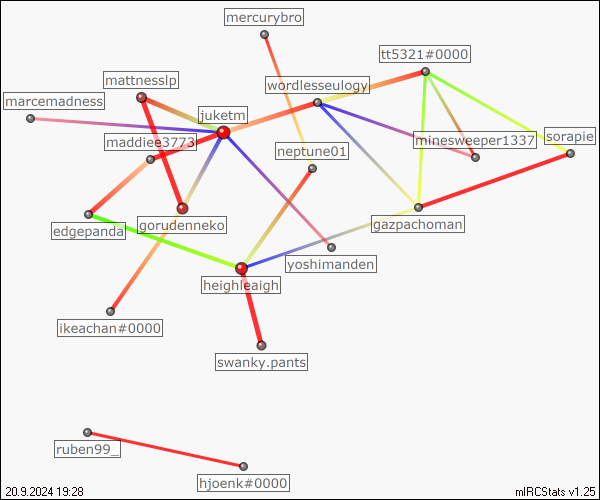 mercurybro
tt5321#0000
mattnesslp
wordlesseulogy
marcemadness
juketm
maddiee3773
minesweeper1337
sorapie
neptune01
edgepanda
gorudenneko
gazpachoman
yoshimanden
heighleaigh
ikeachan#0000
swanky.pants
ruben99_
hjoenk#0000
20.9.2024 19:28
mIRCStats v1.25